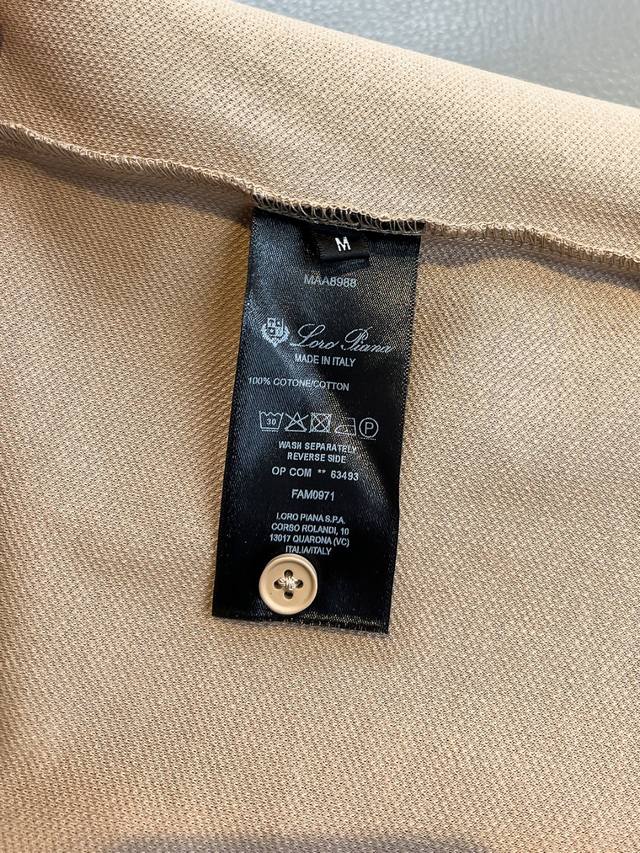 M
MAA8988
Loro Piana
MADE IN ITALY
100% COTONE/COTTON
30 P
WASH SEPARATELY
REVERSE SIDE
OP COM ** 63493
FAM0971
LORO PIANA S.P.A.
CORSO ROLANDI, 10
13017 QUARONA (VC)
ITALIA/ITALY